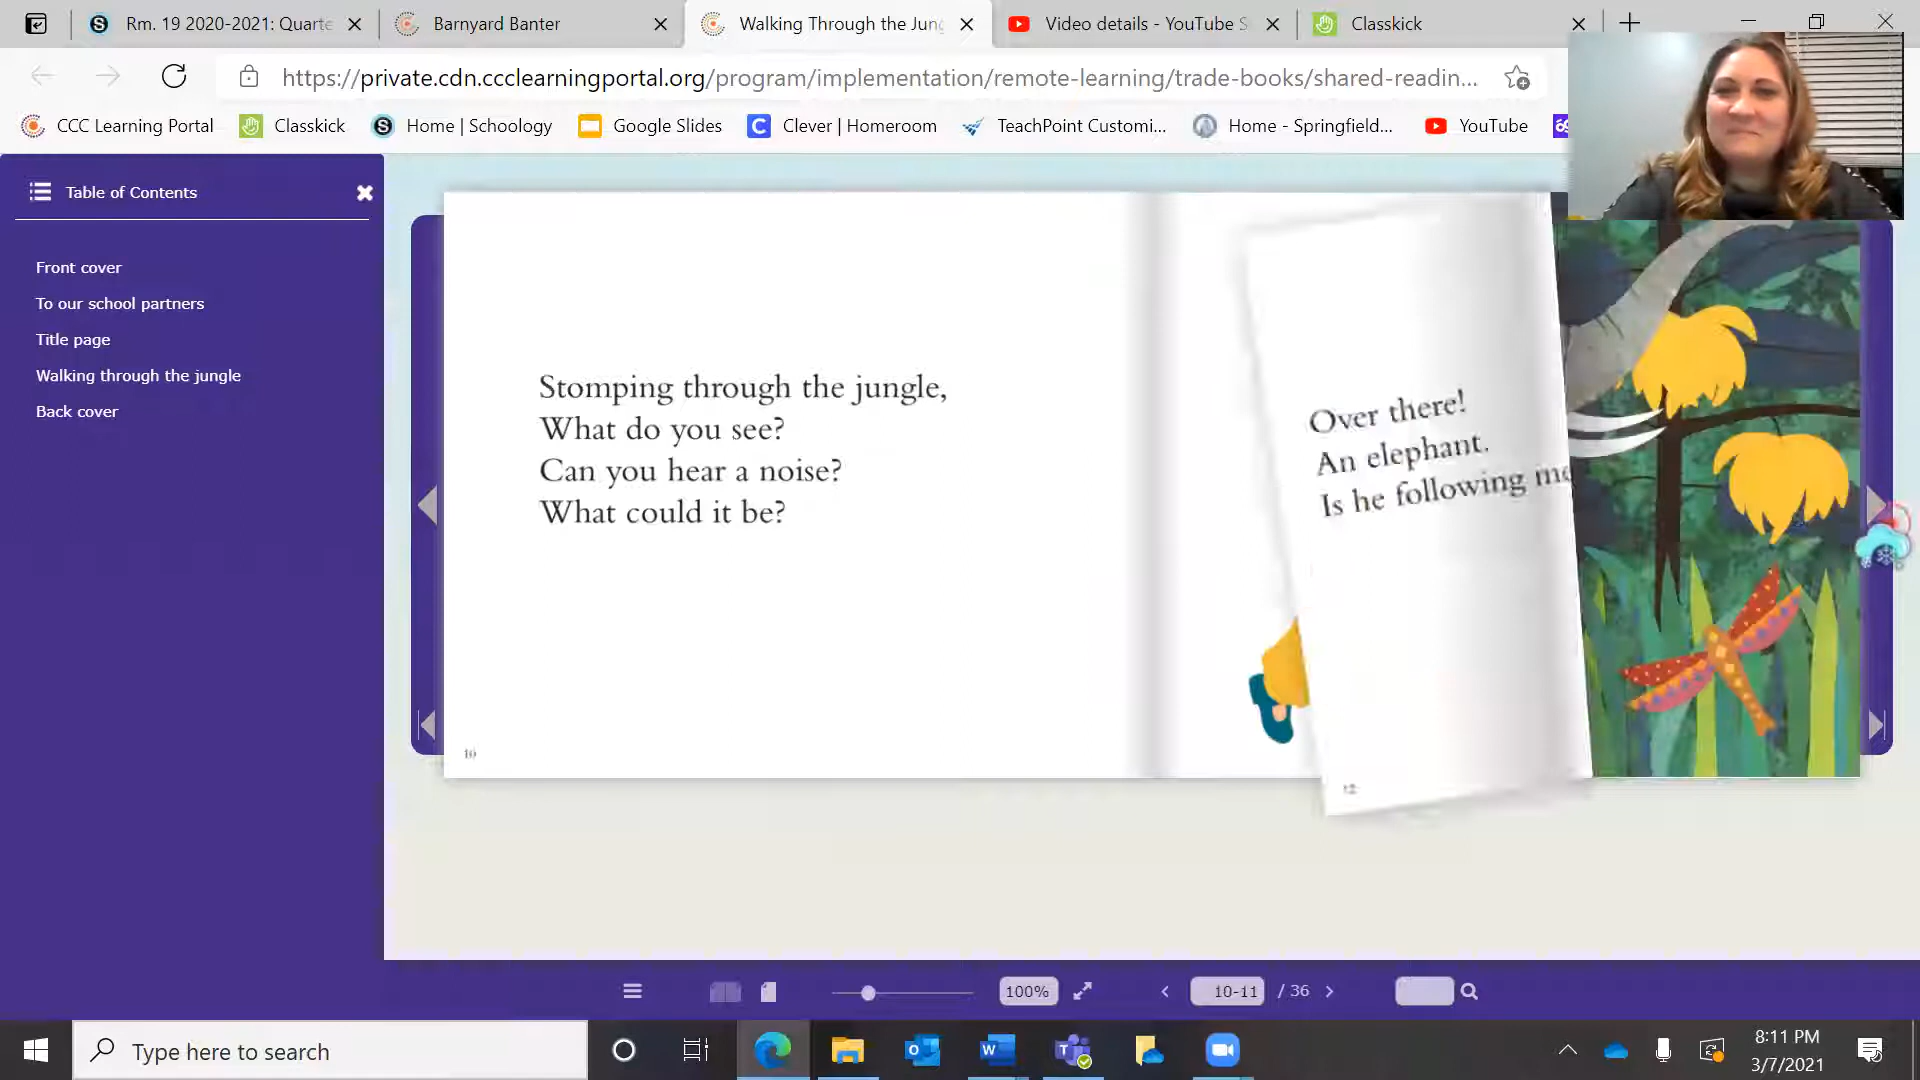 Rm. 19 2020-2021: Quarte
Barnyard Banter
Walking Through the Jung
Video details - YouTube S
Classkick
https://private.cdn.ccclearningportal.org/program/implementation/remote-learning/trade-books/shared-readin...
CCC Learning Portal
Classkick
Home | Schoology
Google Slides
Clever | Homeroom
TeachPoint Customi...
Home - Springfield...
YouTube
Table of Contents
Front cover
To our school partners
Title page
Walking through the jungle
Back cover
Stomping through the jungle,
What do you see?
Can you hear a noise?
What could it be?
10
Over there!
An elephant.
Is he following me
12
100%
10-11 / 36
Type here to search
8:11 PM
3/7/2021